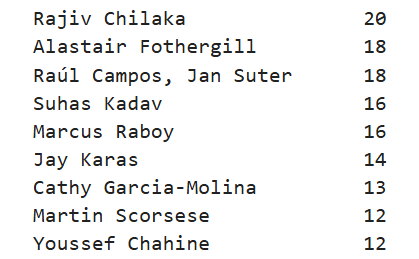 Rajiv Chilaka 20
Alastair Fothergill 18
Raúl Campos, Jan Suter 18
Suhas Kadav 16
Marcus Raboy 16
Jay Karas 14
Cathy Garcia-Molina 13
Martin Scorsese 12
Youssef Chahine 12